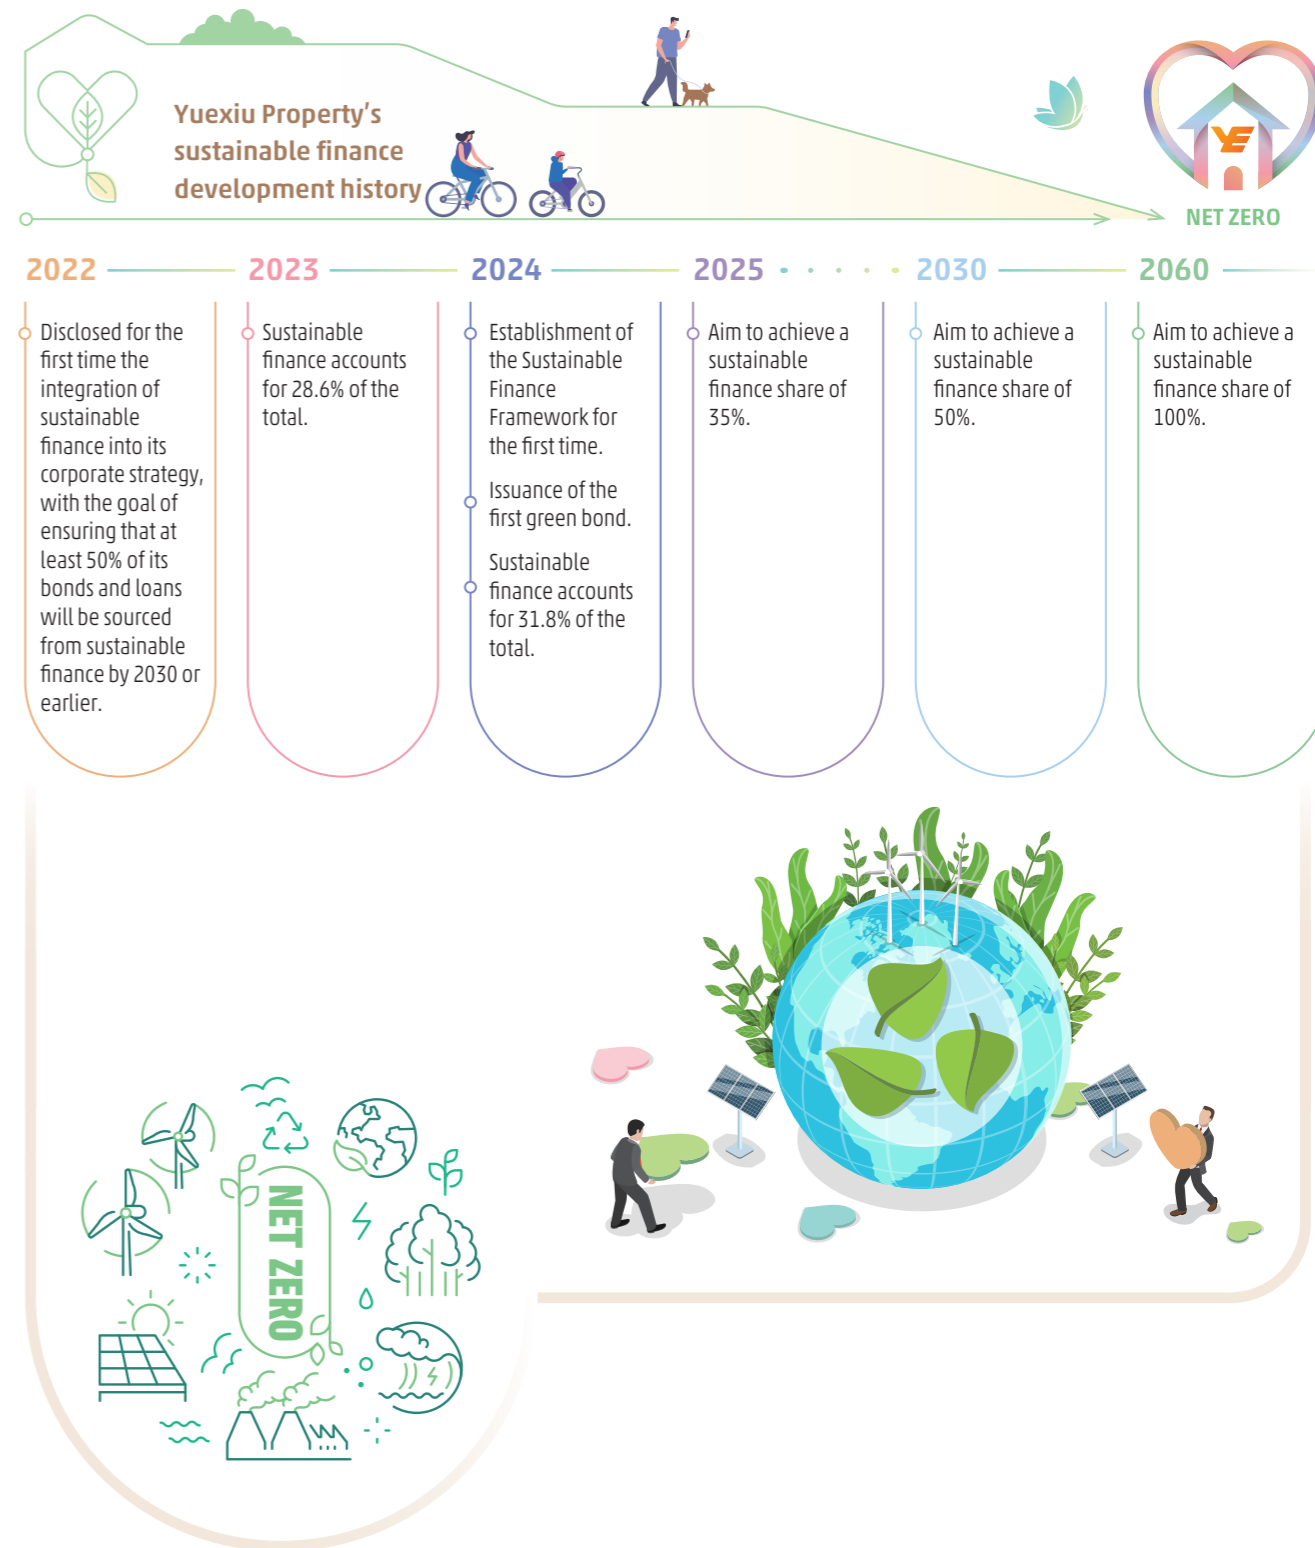 Yuexiu Property's
sustainable finance
development history
NET ZERO
2022
2023
2024
2025
2030
2060
Disclosed for the
first time the
integration of
sustainable
finance into its
corporate strategy,
with the goal of
ensuring that at
least 50% of its
bonds and loans
will be sourced
from sustainable
finance by 2030 or
earlier.
Sustainable
finance accounts
for 28.6% of the
total.
Establishment of
the Sustainable
Finance
Framework for
the first time.
Issuance of the
first green bond.
Sustainable
finance accounts
for 31.8% of the
total.
Aim to achieve a
sustainable
finance share of
35%.
Aim to achieve a
sustainable
finance share of
50%.
Aim to achieve a
sustainable
finance share of
100%.
NET ZERO